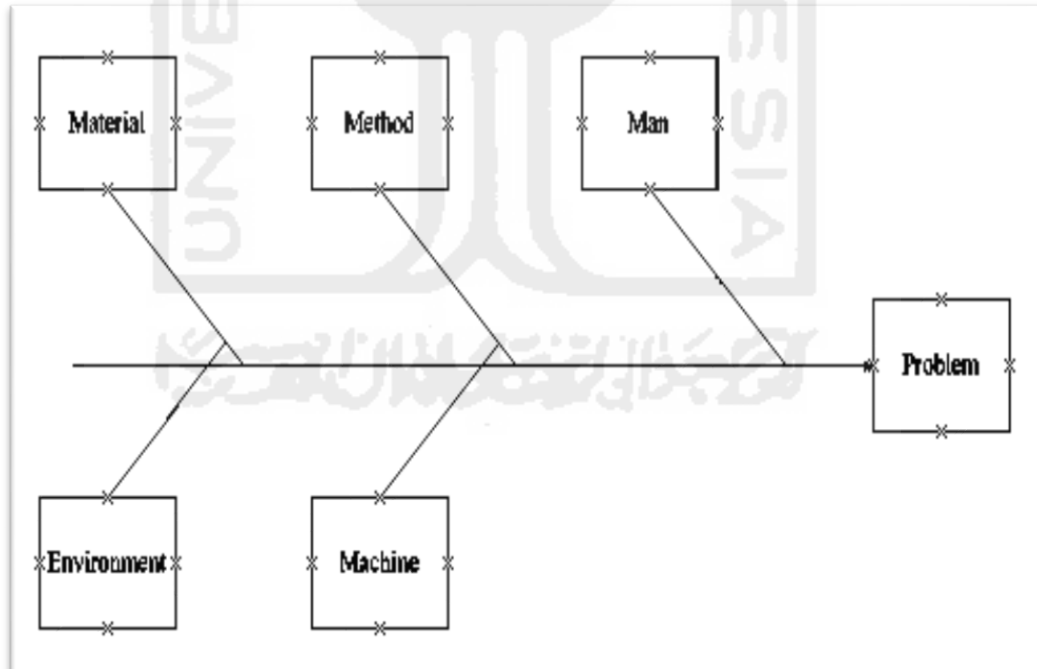 Material
Method
Man
Problem
Environment
Machine